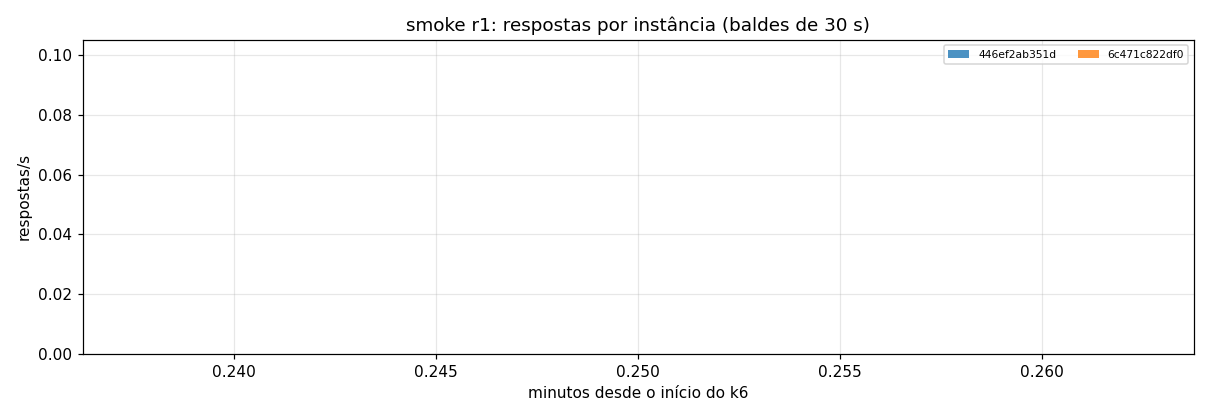 smoke r1: respostas por instância (baldes de 30 s)
446ef2ab351d 6c471c822df0
respostas/s
0.10
0.08
0.06
0.04
0.02
0.00
0.240 0.245 0.250 0.255 0.260
minutos desde o início do k6